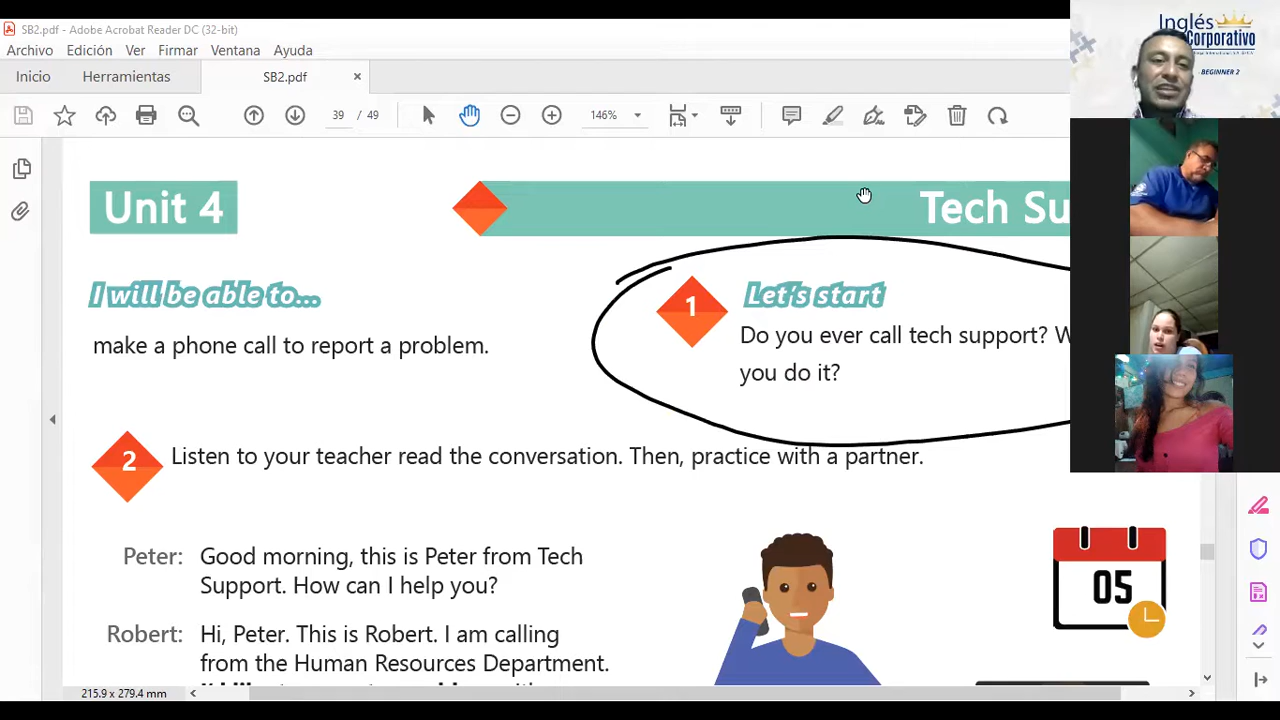 SB2.pdf - Adobe Acrobat Reader DC (32-bit)
Archivo Edición Ver Firmar Ventana Ayuda
Inicio Herramientas SB2.pdf ×
39 / 49 146%
Unit 4 Tech Su
I will be able to...
make a phone call to report a problem.
1 Let's start
Do you ever call tech support? W
you do it?
2 Listen to your teacher read the conversation. Then, practice with a partner.
Peter: Good morning, this is Peter from Tech
Support. How can I help you?
Robert: Hi, Peter. This is Robert. I am calling
from the Human Resources Department.
05
215.9 x 279.4 mm
Inglés
Corporativo
BEGINNER 2